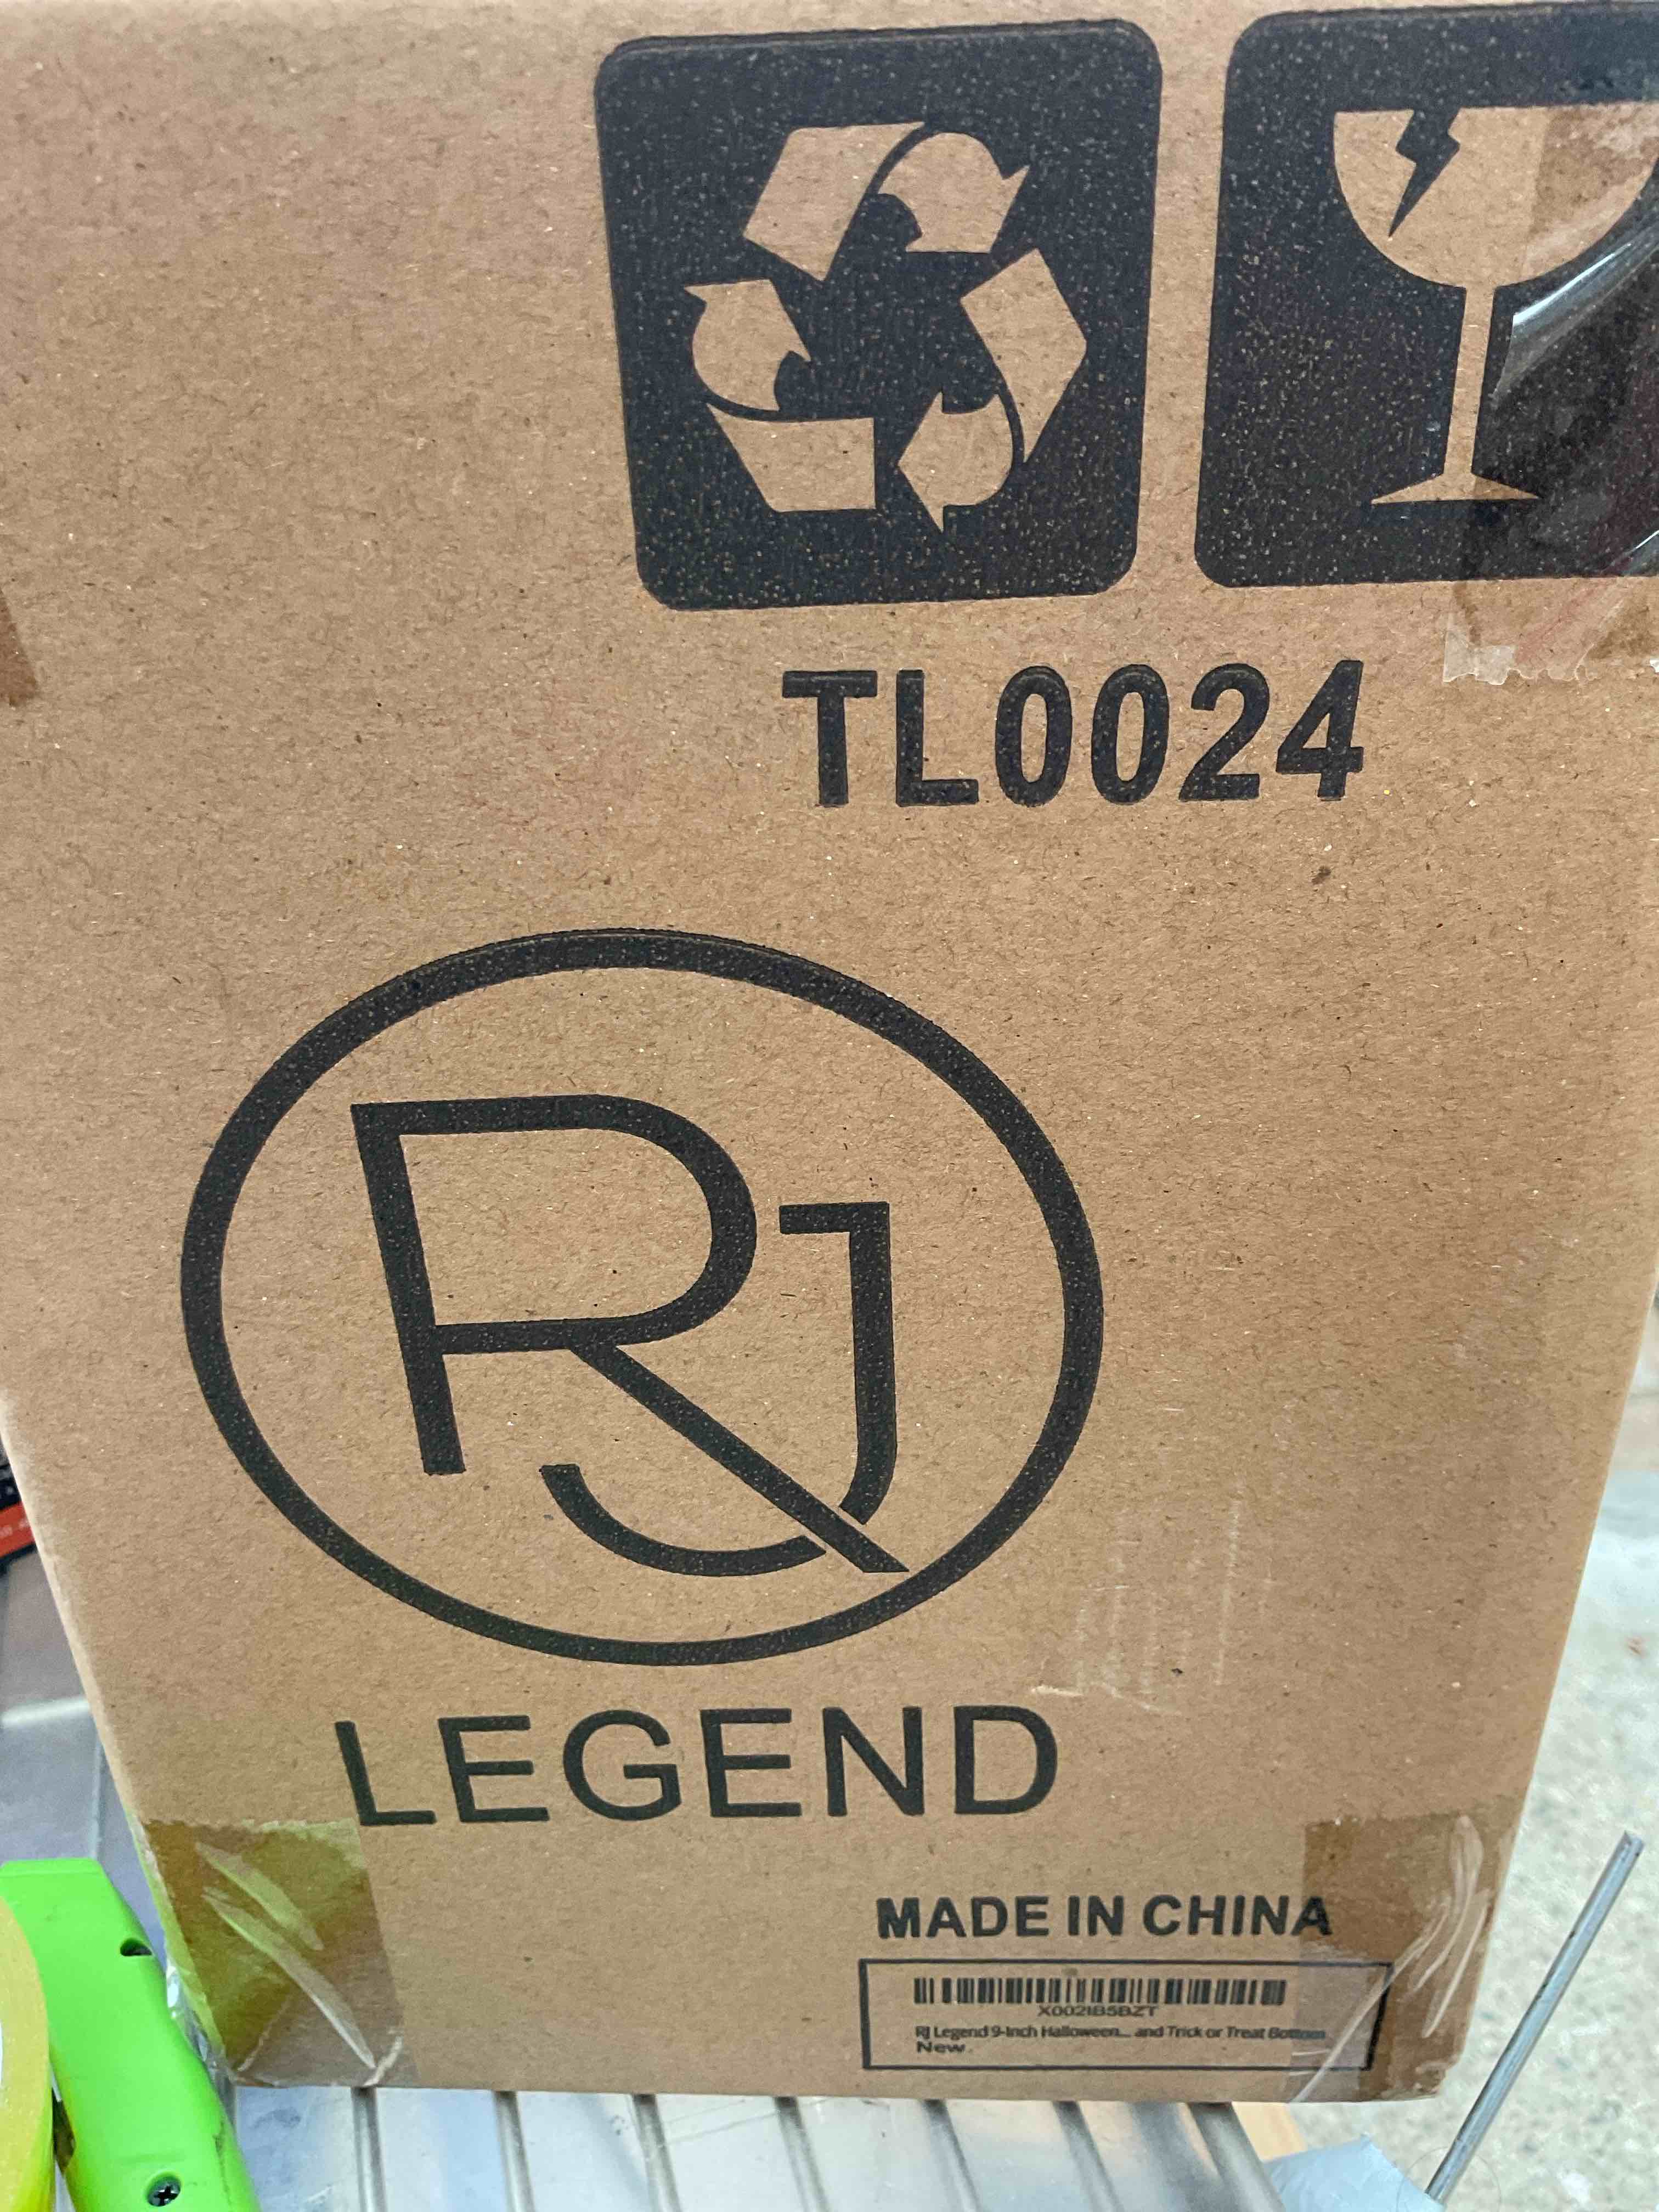 TL0024
RJ
LEGEND
MADE IN CHINA
X002IB5BZT
RJ Legend 9-Inch Halloween... and Trick or Treat Bottom
New